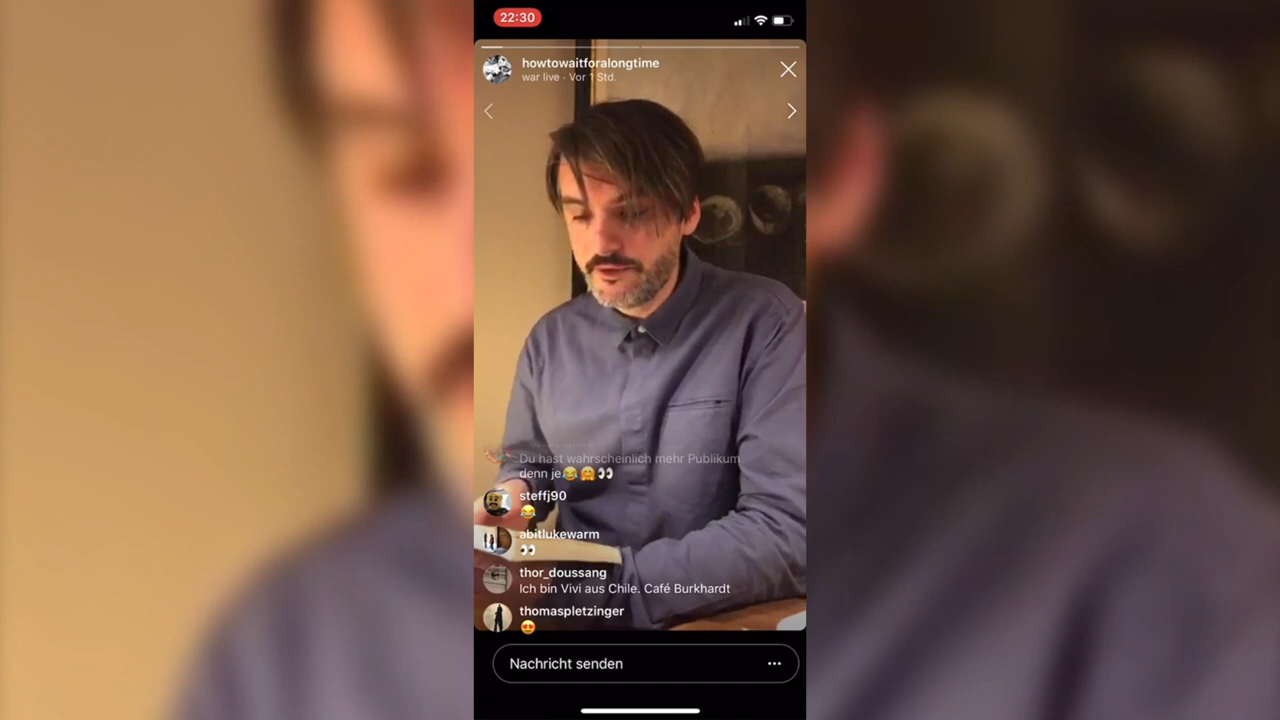 22:30
howtowaitforalongtime
war live · Vor 1 Std.
Du hast wahrscheinlich mehr Publikum
denn je😂🤗👀
steffj90
😂
abitlukewarm
👀
thor_doussang
Ich bin Vivi aus Chile. Café Burkhardt
thomaspletzinger
😍
Nachricht senden